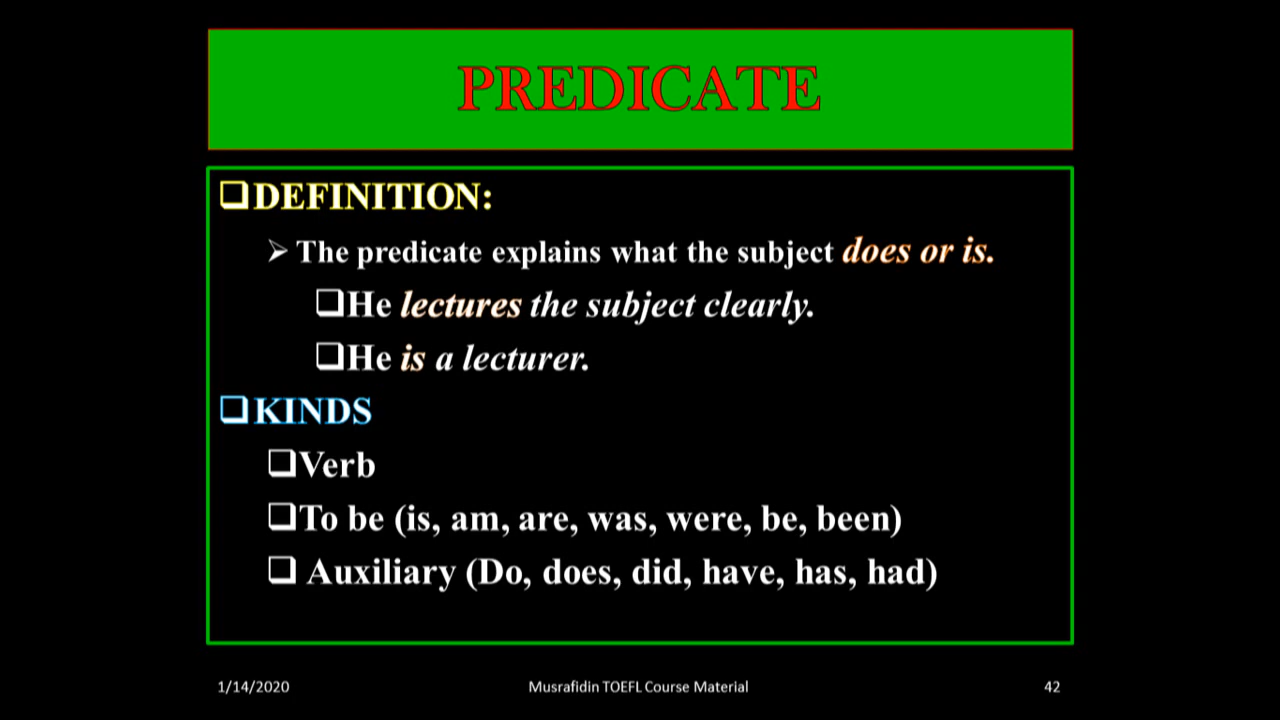 PREDICATE
❑DEFINITION:
➢ The predicate explains what the subject does or is.
❑He lectures the subject clearly.
❑He is a lecturer.
❑KINDS
❑Verb
❑To be (is, am, are, was, were, be, been)
❑ Auxiliary (Do, does, did, have, has, had)
1/14/2020 Musrafidin TOEFL Course Material 42